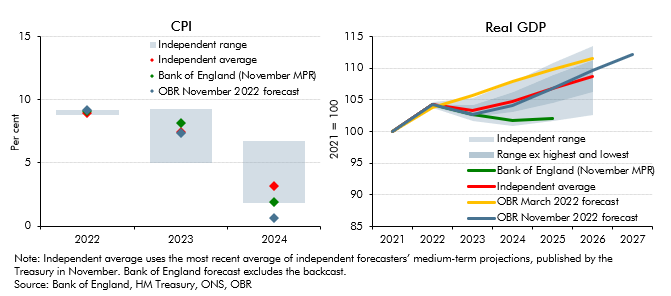 CPI
15
10
5
0
Per cent
2022
2023
2024
Independent range
Independent average
Bank of England (November MPR)
OBR November 2022 forecast
Real GDP
115
110
105
100
95
90
85
2021 = 100
2021
2022
2023
2024
2025
2026
2027
Independent range
Range ex highest and lowest
Bank of England (November MPR)
Independent average
OBR March 2022 forecast
OBR November 2022 forecast
Note: Independent average uses the most recent average of independent forecasters' medium-term projections, published by the
Treasury in November. Bank of England forecast excludes the backcast.
Source: Bank of England, HM Treasury, ONS, OBR